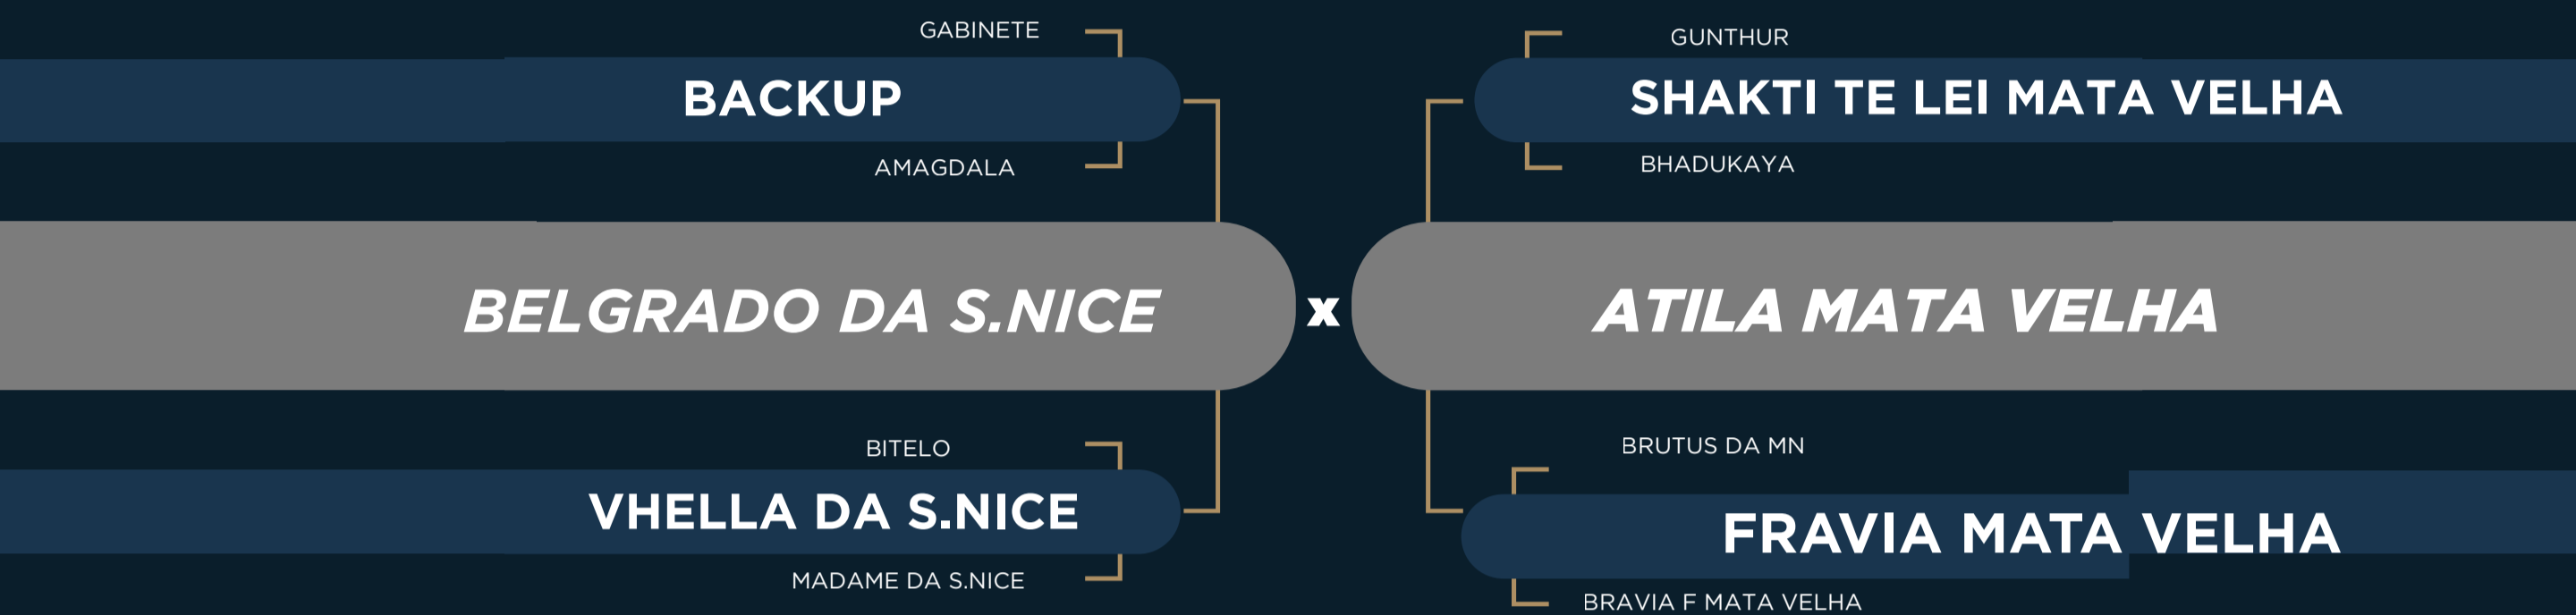 GABINETE
BACKUP
AMAGDALA
BELGRADO DA S.NICE
BITELO
VHELLA DA S.NICE
MADAME DA S.NICE
x
GUNTHUR
SHAKTI TE LEI MATA VELHA
BHADUKAYA
ATILA MATA VELHA
BRUTUS DA MN
FRAVIA MATA VELHA
BRAVIA F MATA VELHA